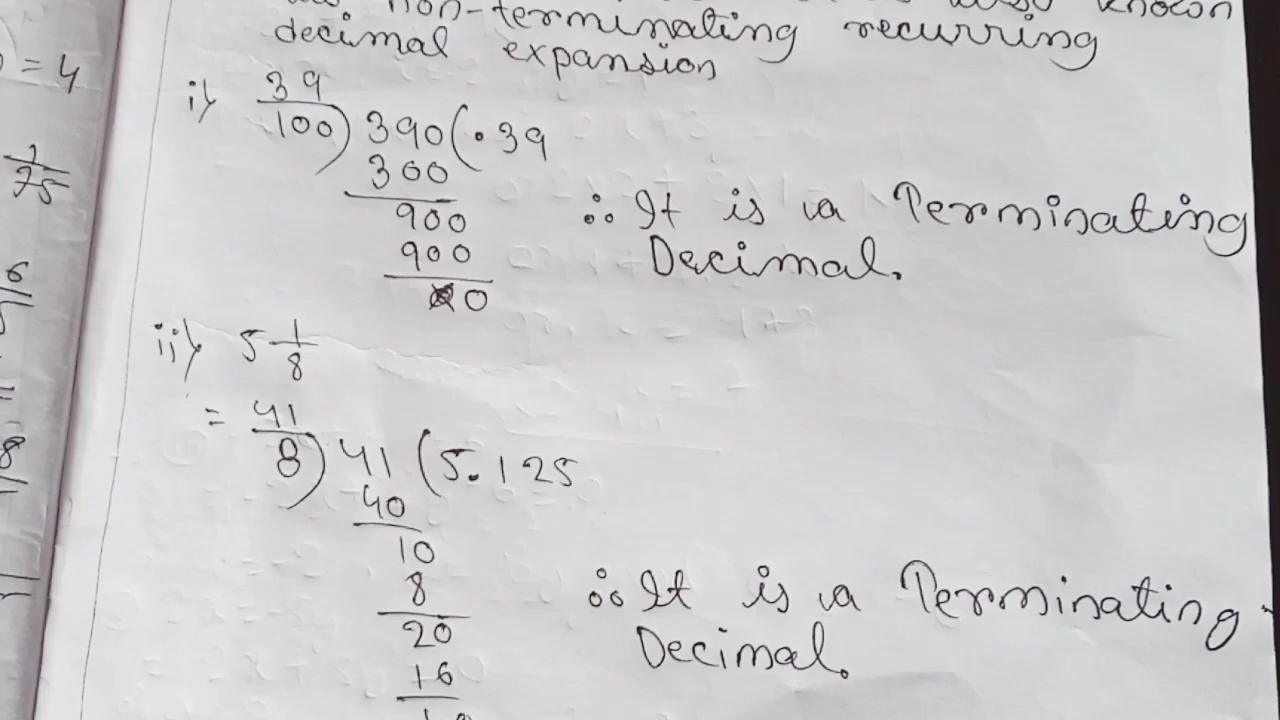 non-terminating recurring
decimal expansion
= 4
i) 39
100) 390(.39
300
900
900
0
∴ It is a Terminating
Decimal.
ii) 5 1/8
= 41
8) 41 (5.125
40
10
8
20
16
∴ It is a Terminating
Decimal.